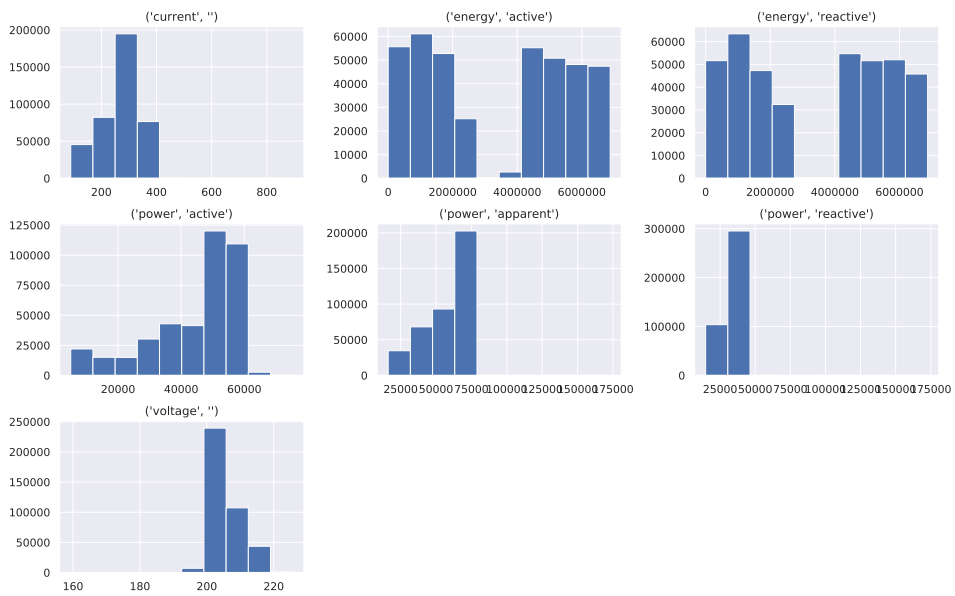 ('current', '')
200000
150000
100000
50000
0
200 400 600 800
('energy', 'active')
60000
50000
40000
30000
20000
10000
0
0 2000000 4000000 6000000
('energy', 'reactive')
60000
50000
40000
30000
20000
10000
0
0 2000000 4000000 6000000
('power', 'active')
125000
100000
75000
50000
25000
0
20000 40000 60000
('power', 'apparent')
200000
150000
100000
50000
0
25000 50000 75000 100000 125000 150000 175000
('power', 'reactive')
300000
200000
100000
0
25000 50000 75000 100000 125000 150000 175000
('voltage', '')
250000
200000
150000
100000
50000
0
160 180 200 220